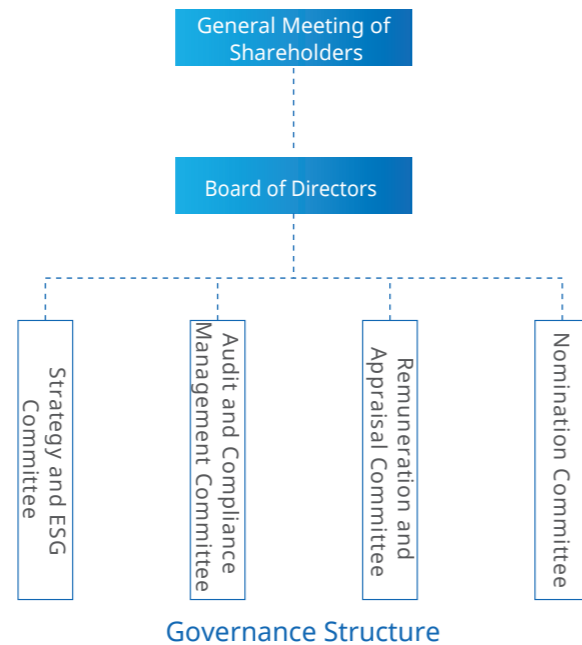 General Meeting of
Shareholders
Board of Directors
Strategy and ESG
Committee
Audit and Compliance
Management Committee
Remuneration and
Appraisal Committee
Nomination Committee
Governance Structure